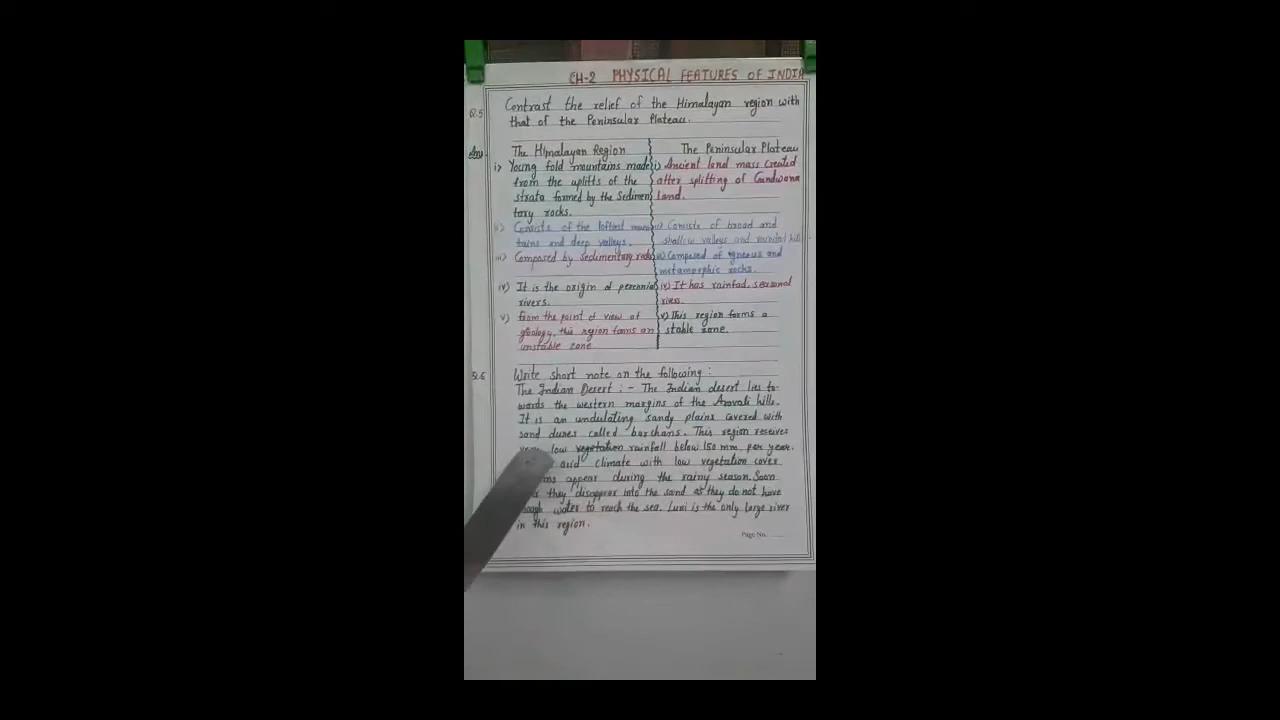 CH-2 PHYSICAL FEATURES OF INDIA
Q.5 Contrast the relief of the Himalayan region with
that of the Peninsular Plateau.
Ans. The Himalayan Region
i) Young fold mountains made
from the uplifts of the
strata formed by the Sedimen
tary rocks.
ii) Consists of the loftiest moun
tains and deep valleys.
iii) Composed by sedimentary rocks
iv) It is the origin of perennial
rivers.
v) From the point of view of
geology, this region forms an
unstable zone
The Peninsular Plateau
i) Ancient land mass created
after splitting of Gundwana
land.
ii) Consists of broad and
shallow valleys and rounded hills
iii) Composed of igneous and
metamorphic rocks.
iv) It has rainfed, seasonal
rivers.
v) This region forms a
stable zone.
Q.6 Write short note on the following :
The Indian Desert : - The Indian desert lies to-
wards the western margins of the Aravali hills.
It is an undulating sandy plains covered with
sand dunes called barchans. This region receives
very low vegetation rainfall below 150 mm per year.
arid climate with low vegetation cover
appear during the rainy season. Soon
they disappear into the sand as they do not have
water to reach the sea. Luni is the only large river
in this region.
Page No.